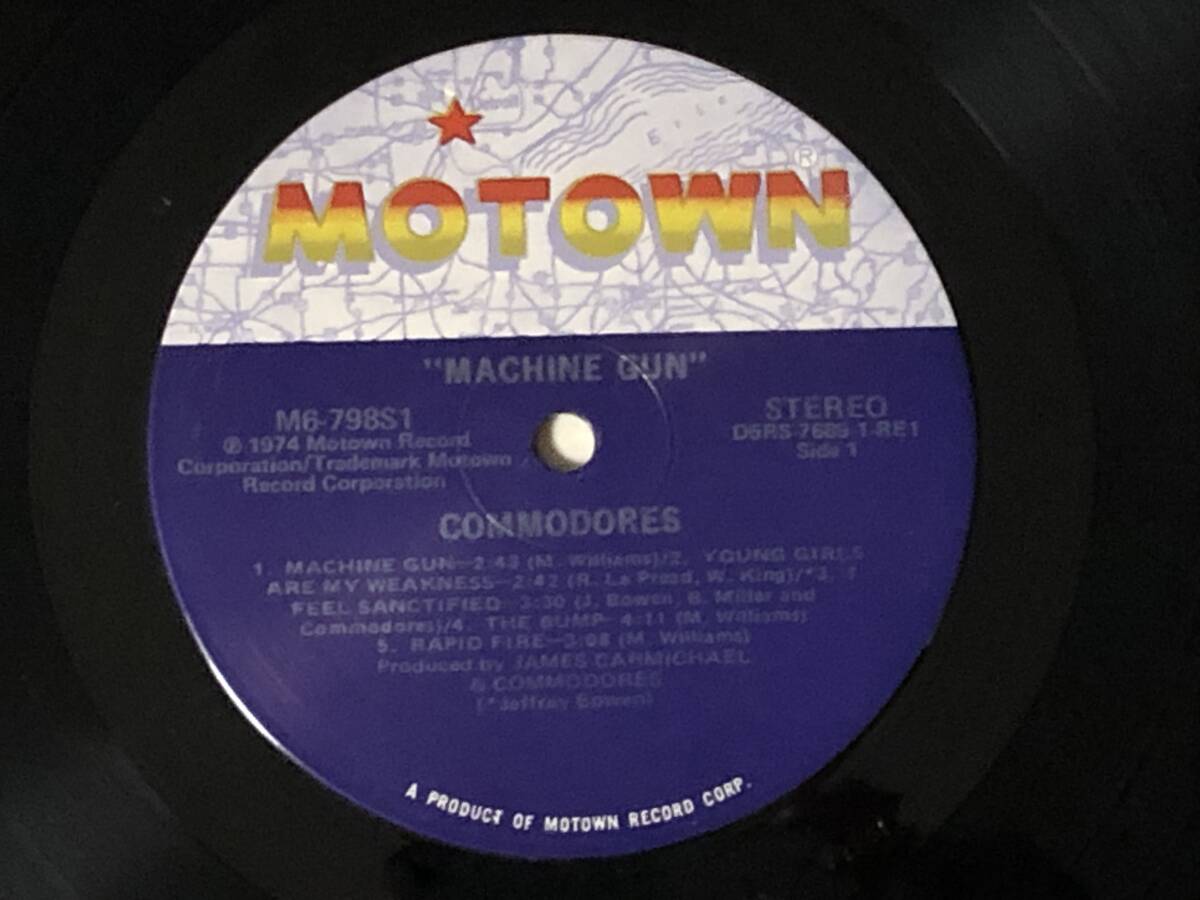 Detroit
Erie
MOTOWN®
"MACHINE GUN"
M6-798S1
℗ 1974 Motown Record
Corporation/Trademark Motown
Record Corporation
STEREO
Side 1
COMMODORES
1. MACHINE GUN—2:43 (M. Williams)/2. YOUNG GIRLS
ARE MY WEAKNESS—2:42 (R. La Pread, W. King)/*3. I
FEEL SANCTIFIED—3:30 (J. Bowen, B. Miller and
Commodores)/4. THE BUMP—4:11 (M. Williams)
5. RAPID FIRE—3:08 (M. Williams)
Produced by JAMES CARMICHAEL
& COMMODORES
(*Jeffrey Bowen)
A PRODUCT OF MOTOWN RECORD CORP.